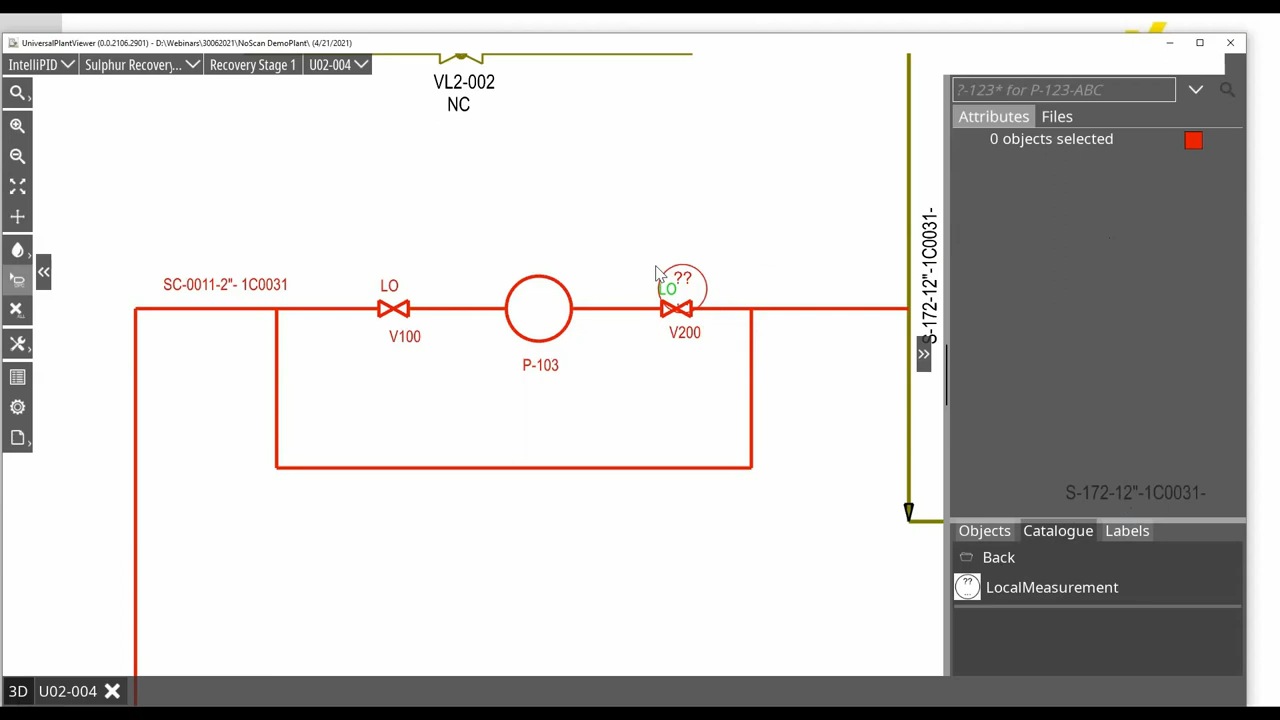 UniversalPlantViewer (0.0.2106.2901) - D:\Webinars\30062021\NoScan DemoPlant\ (4/21/2021)
IntelliPID
Sulphur Recovery...
Recovery Stage 1
U02-004
?-123* for P-123-ABC
Attributes
Files
0 objects selected
VL2-002
NC
S-172-12"-1C0031-
SC-0011-2"- 1C0031
LO
V100
P-103
??
LO
V200
S-172-12"-1C0031-
Objects
Catalogue
Labels
Back
??
LocalMeasurement
3D
U02-004
ALL